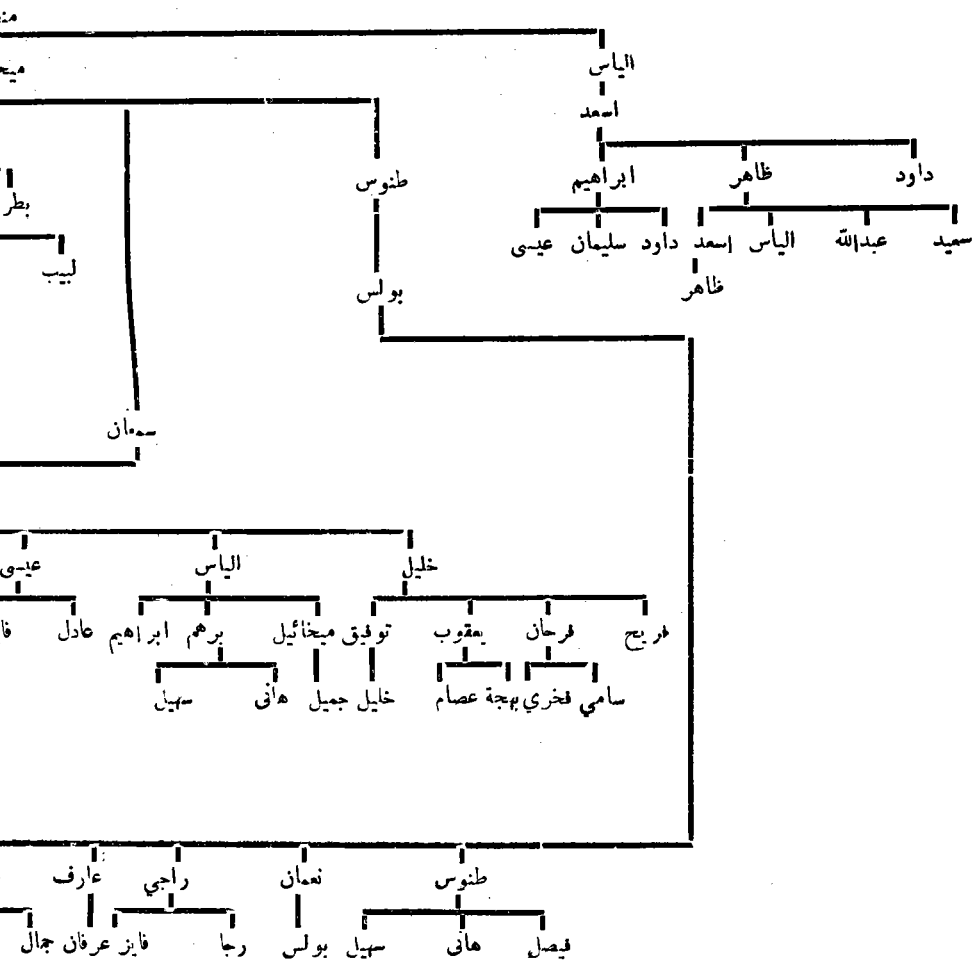 الياس
اسعد
داود ظاهر ابراهيم
طنوس
سعيد عبدالله الياس اسعد داود سليمان عيسى
لبيب
ظاهر بولس
سمعان
خليل الياس عيسى
فريح فرحان يعقوب توفيق ميخائيل برهم ابراهيم عادل
سامي فخري بهجة عصام خليل جميل هاني سهيل
طنوس نعمان راجي عارف
فيصل هاني سهيل بولس رجا فايز عرفان جمال